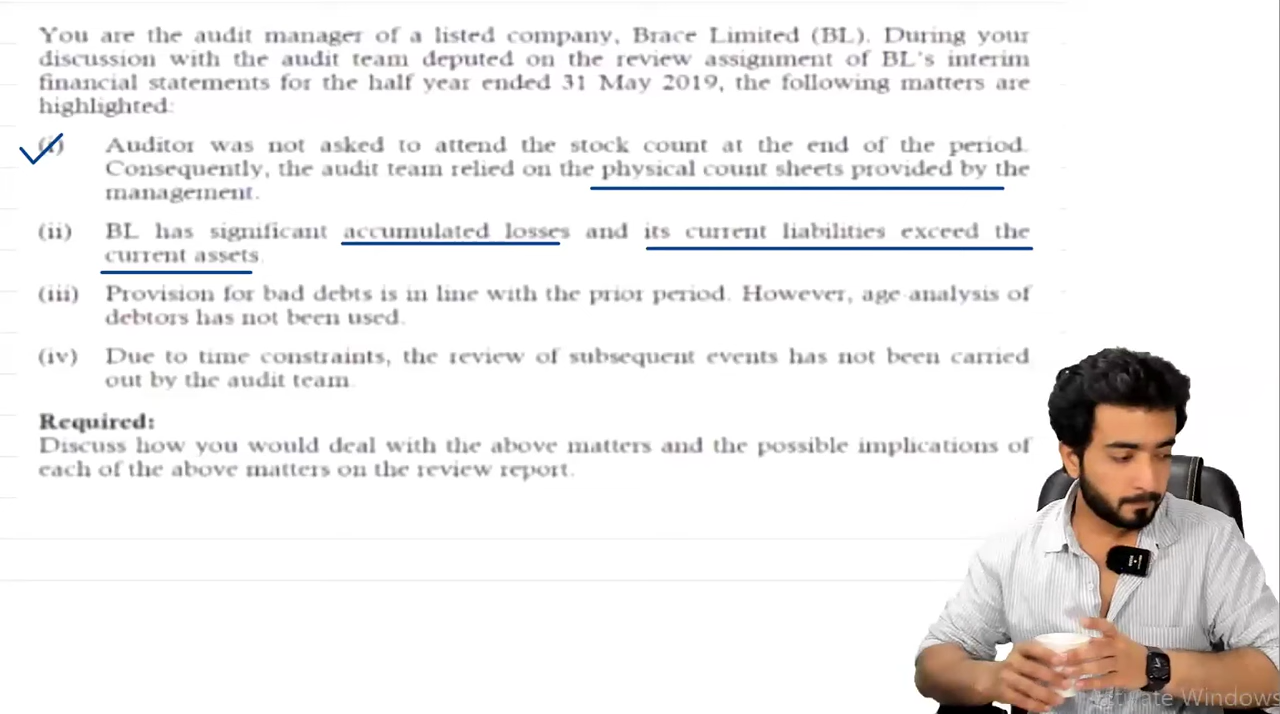 You are the audit manager of a listed company, Brace Limited (BL). During your
discussion with the audit team deputed on the review assignment of BL's interim
financial statements for the half year ended 31 May 2019, the following matters are
highlighted:
(i) Auditor was not asked to attend the stock count at the end of the period.
Consequently, the audit team relied on the physical count sheets provided by the
management.
(ii) BL has significant accumulated losses and its current liabilities exceed the
current assets.
(iii) Provision for bad debts is in line with the prior period. However, age-analysis of
debtors has not been used.
(iv) Due to time constraints, the review of subsequent events has not been carried
out by the audit team.
Required:
Discuss how you would deal with the above matters and the possible implications of
each of the above matters on the review report.
Activate Windows